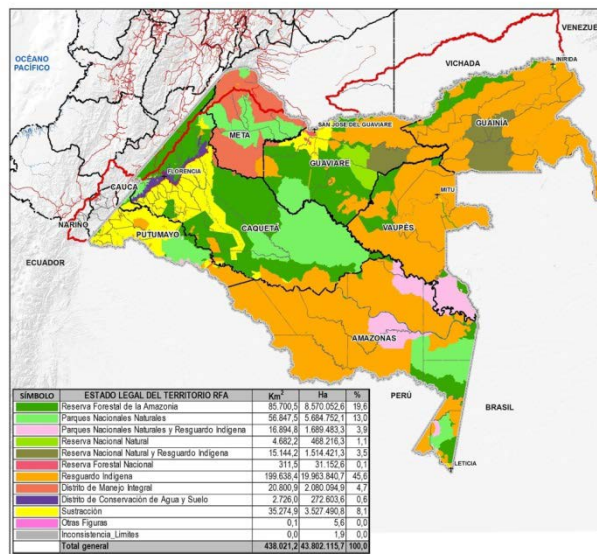 VENEZUE
OCÉANO
PACÍFICO
VICHADA
INIRIDA
META
SAN JOSE DEL GUAVIARE
GUAINÍA
GUAVIARE
CAUCA
FLORENCIA
MITU
NARIÑO
PUTUMAYO
CAQUETÁ
VAUPÉS
ECUADOR
AMAZONAS
PERÚ
BRASIL
LETICIA
SÍMBOLO ESTADO LEGAL DEL TERRITORIO RFA Km² Ha %
Reserva Forestal de la Amazonia 85.700,5 8.570.052,6 19,6
Parques Nacionales Naturales 56.847,5 5.684.752,1 13,0
Parques Nacionales Naturales y Resguardo Indígena 16.894,8 1.689.483,3 3,9
Reserva Nacional Natural 4.682,2 468.216,3 1,1
Reserva Nacional Natural y Resguardo Indígena 15.144,2 1.514.421,3 3,5
Reserva Forestal Nacional 311,5 31.152,6 0,1
Resguardo Indígena 199.638,4 19.963.840,7 45,6
Distrito de Manejo Integral 20.800,9 2.080.094,9 4,7
Distrito de Conservación de Agua y Suelo 2.726,0 272.603,6 0,6
Sustracción 35.274,9 3.527.490,8 8,1
Otras Figuras 0,1 5,6 0,0
Inconsistencia_Limites 0,0 1,9 0,0
Total general 438.021,2 43.802.115,7 100,0